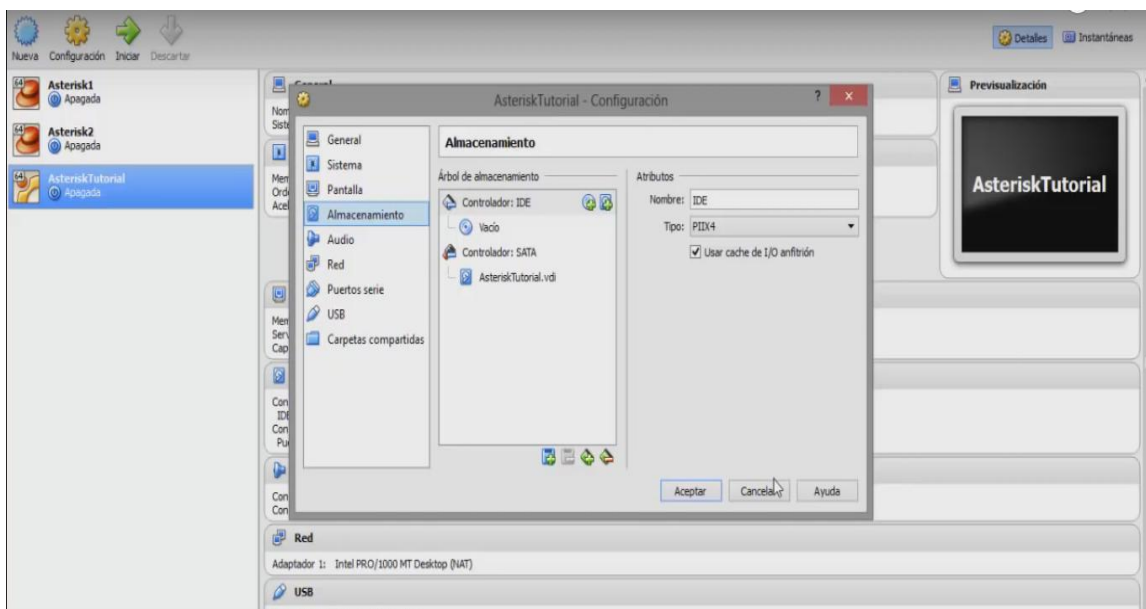 Nueva Configuración Iniciar Descartar
Detalles Instantáneas
64 Asterisk1
Apagada
64 Asterisk2
Apagada
64 AsteriskTutorial
Apagada
AsteriskTutorial - Configuración ? x
General
Sistema
Pantalla
Almacenamiento
Audio
Red
Puertos serie
USB
Carpetas compartidas
Almacenamiento
Árbol de almacenamiento
Controlador: IDE
Vacío
Controlador: SATA
AsteriskTutorial.vdi
Atributos
Nombre: IDE
Tipo: PIIX4
Usar cache de I/O anfitrión
Aceptar Cancelar Ayuda
Previsualización
AsteriskTutorial
Red
Adaptador 1: Intel PRO/1000 MT Desktop (NAT)
USB